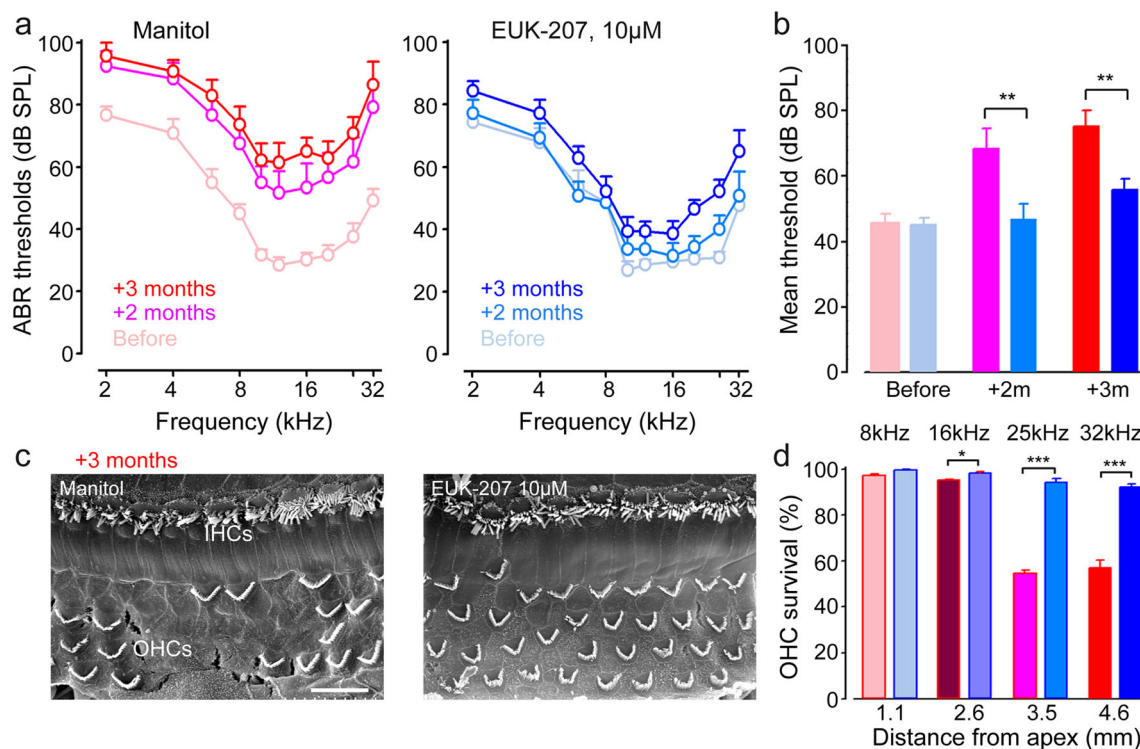 a
Manitol
EUK-207, 10μM
b
ABR thresholds (dB SPL)
100
80
60
40
20
0
+3 months
+2 months
Before
2
4
8
16
32
Frequency (kHz)
100
80
60
40
20
0
+3 months
+2 months
Before
2
4
8
16
32
Frequency (kHz)
Mean threshold (dB SPL)
100
80
60
40
20
0
**
**
Before
+2m
+3m
c
+3 months
Manitol
IHCs
OHCs
EUK-207 10μM
d
8kHz
16kHz
25kHz
32kHz
OHC survival (%)
100
80
60
40
20
0
*
***
***
1.1
2.6
3.5
4.6
Distance from apex (mm)